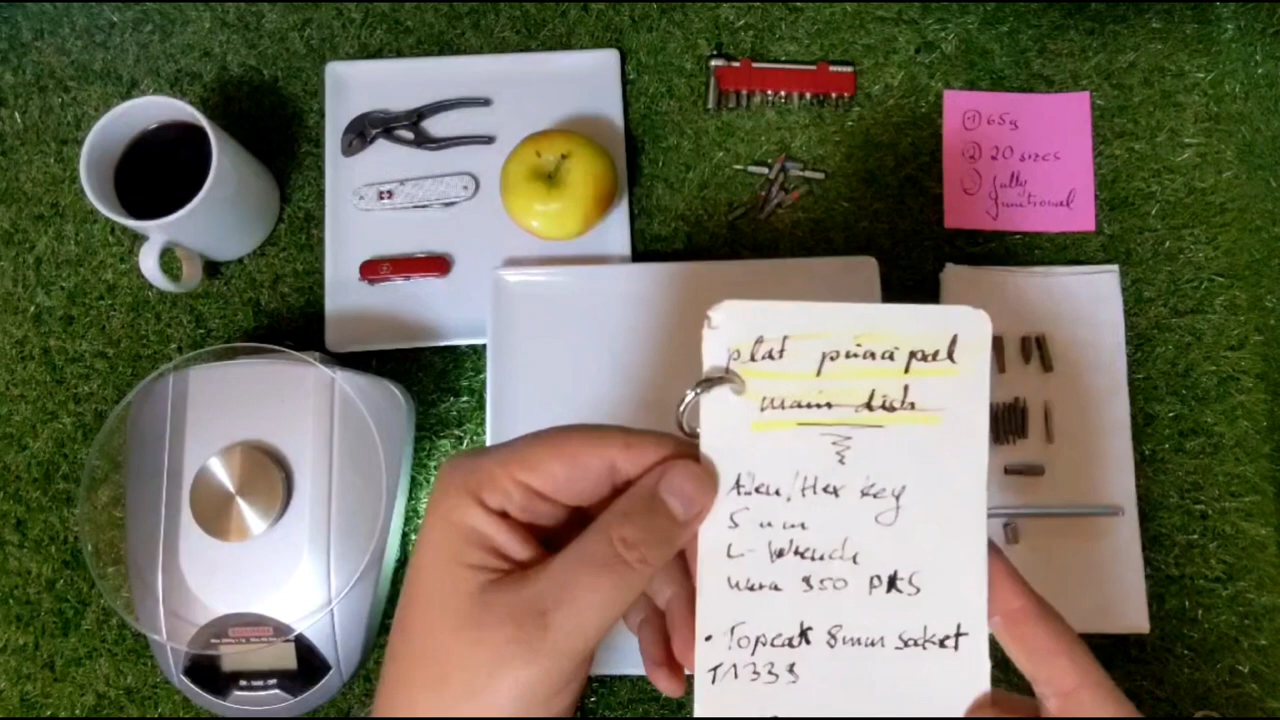 ① 65g
② 20 sizes
③ fully
functional
plat principal
main dish
Allen/Hex key
5 mm
L-Wrench
Wera 950 PKS
• Topeak 8mm socket